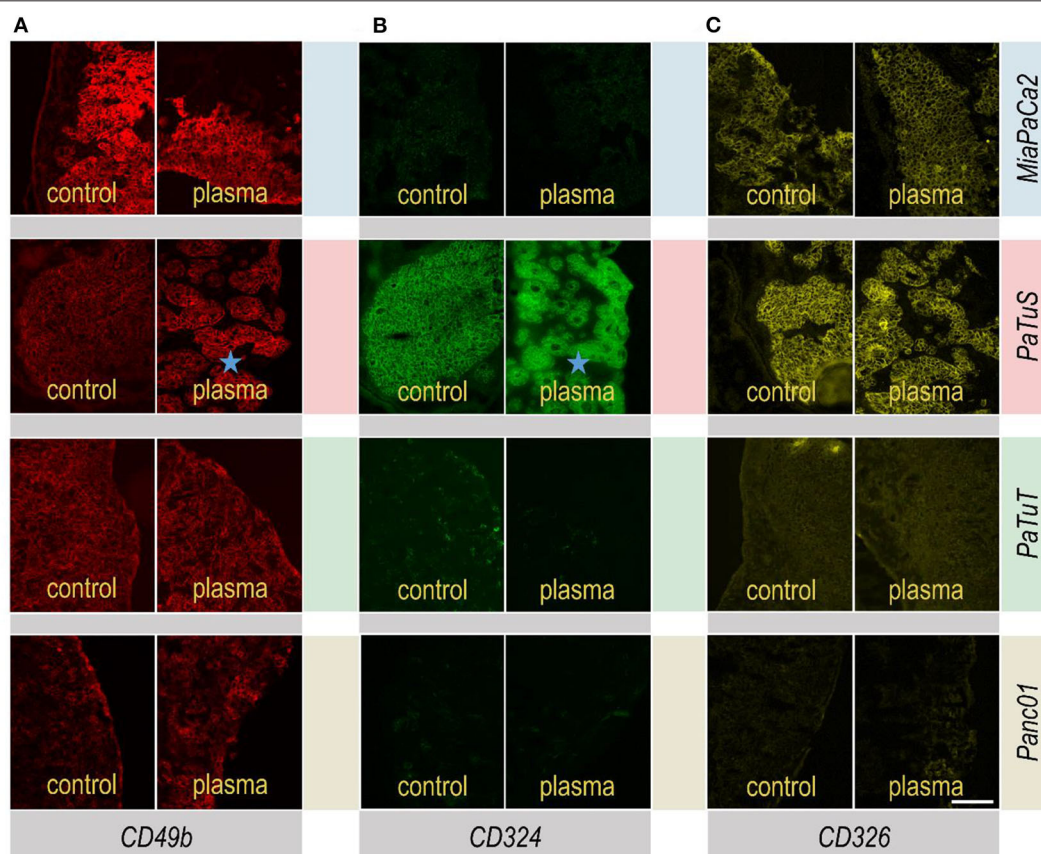 A B C
control plasma control plasma control plasma MiaPaCa2
control plasma control plasma control plasma PaTuS
control plasma control plasma control plasma PaTuT
control plasma control plasma control plasma Panc01
CD49b CD324 CD326